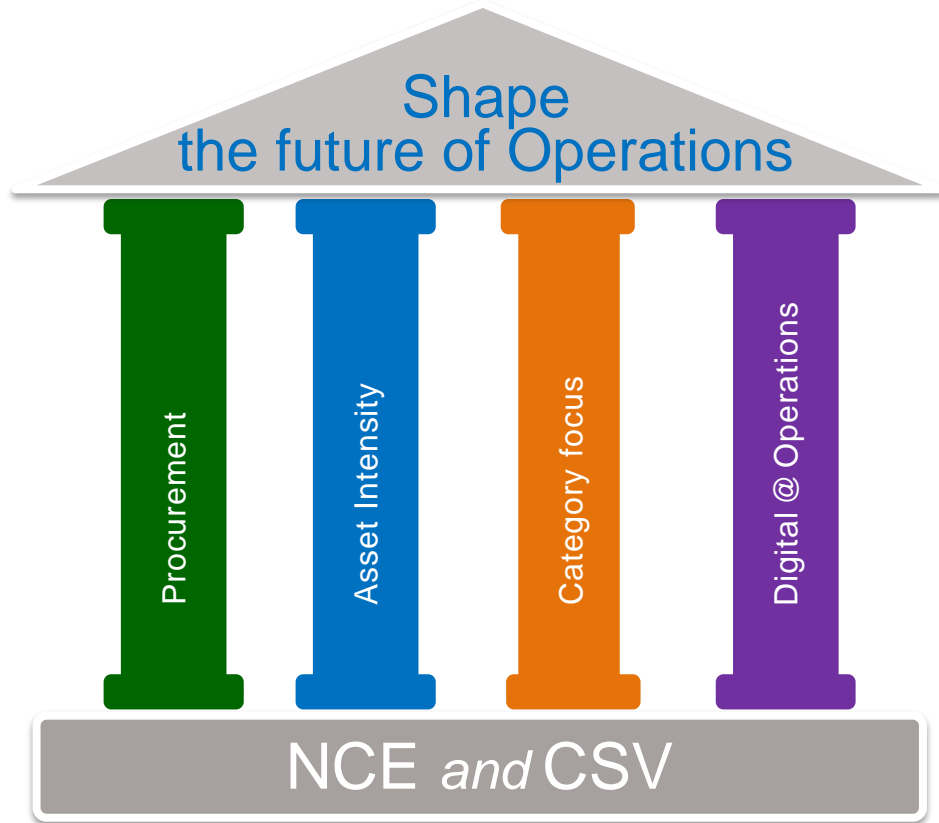 Shape
the future of Operations
Procurement
Asset Intensity
Category focus
Digital @ Operations
NCE and CSV